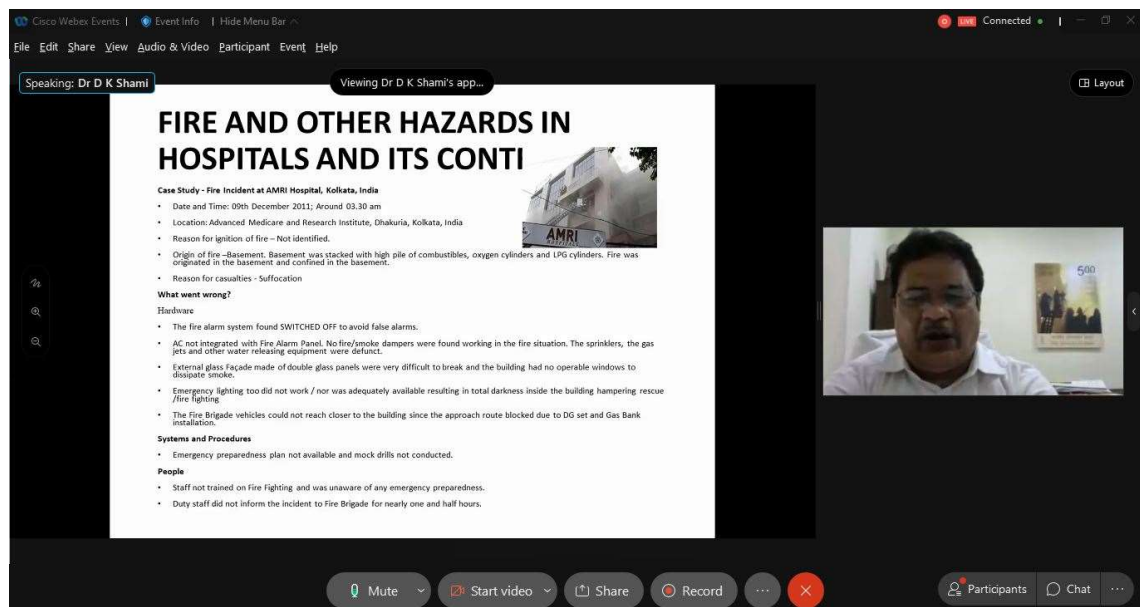 Cisco Webex Events | Event Info | Hide Menu Bar
LIVE Connected
File Edit Share View Audio & Video Participant Event Help
Speaking: Dr D K Shami
Viewing Dr D K Shami's app...
Layout
FIRE AND OTHER HAZARDS IN
HOSPITALS AND ITS CONTI
AMRI
Case Study - Fire Incident at AMRI Hospital, Kolkata, India
• Date and Time: 09th December 2011; Around 03.30 am
• Location: Advanced Medicare and Research Institute, Dhakuria, Kolkata, India
• Reason for ignition of fire – Not identified.
• Origin of fire –Basement. Basement was stacked with high pile of combustibles, oxygen cylinders and LPG cylinders. Fire was
originated in the basement and confined in the basement.
• Reason for casualties - Suffocation
What went wrong?
Hardware
• The fire alarm system found SWITCHED OFF to avoid false alarms.
• AC not integrated with Fire Alarm Panel. No fire/smoke dampers were found working in the fire situation. The sprinklers, the gas
jets and other water releasing equipment were defunct.
• External glass Façade made of double glass panels were very difficult to break and the building had no operable windows to
dissipate smoke.
• Emergency lighting too did not work / nor was adequately available resulting in total darkness inside the building hampering rescue
/fire fighting
• The Fire Brigade vehicles could not reach closer to the building since the approach route blocked due to DG set and Gas Bank
installation.
Systems and Procedures
• Emergency preparedness plan not available and mock drills not conducted.
People
• Staff not trained on Fire Fighting and was unaware of any emergency preparedness.
• Duty staff did not inform the incident to Fire Brigade for nearly one and half hours.
500
Mute Start video Share Record
Participants Chat